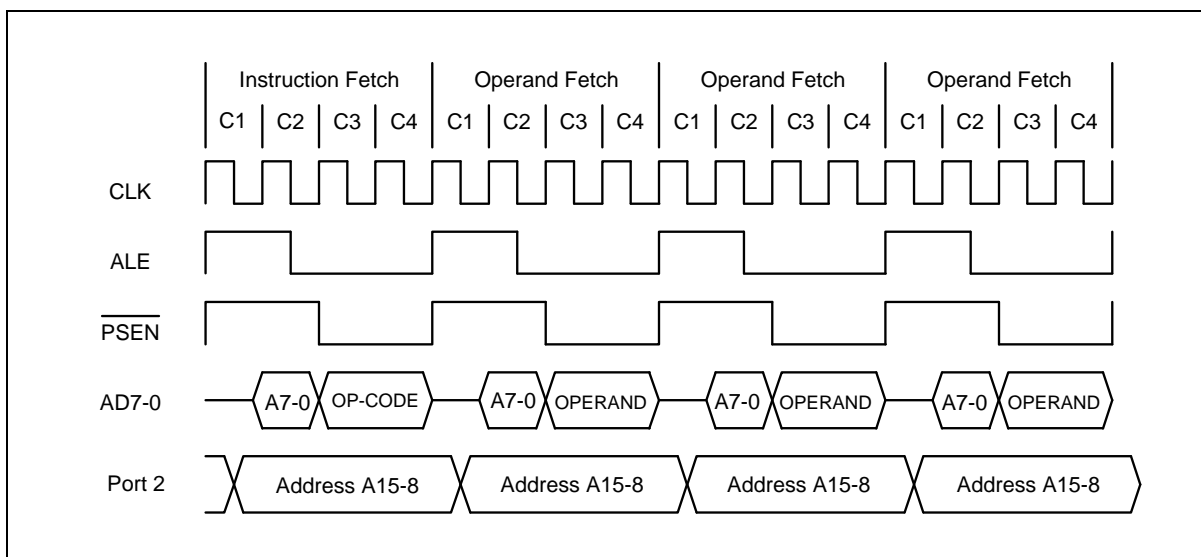 Instruction Fetch Operand Fetch Operand Fetch Operand Fetch
C1 C2 C3 C4 C1 C2 C3 C4 C1 C2 C3 C4 C1 C2 C3 C4
CLK
ALE
PSEN
AD7-0 A7-0 OP-CODE A7-0 OPERAND A7-0 OPERAND A7-0 OPERAND
Port 2 Address A15-8 Address A15-8 Address A15-8 Address A15-8